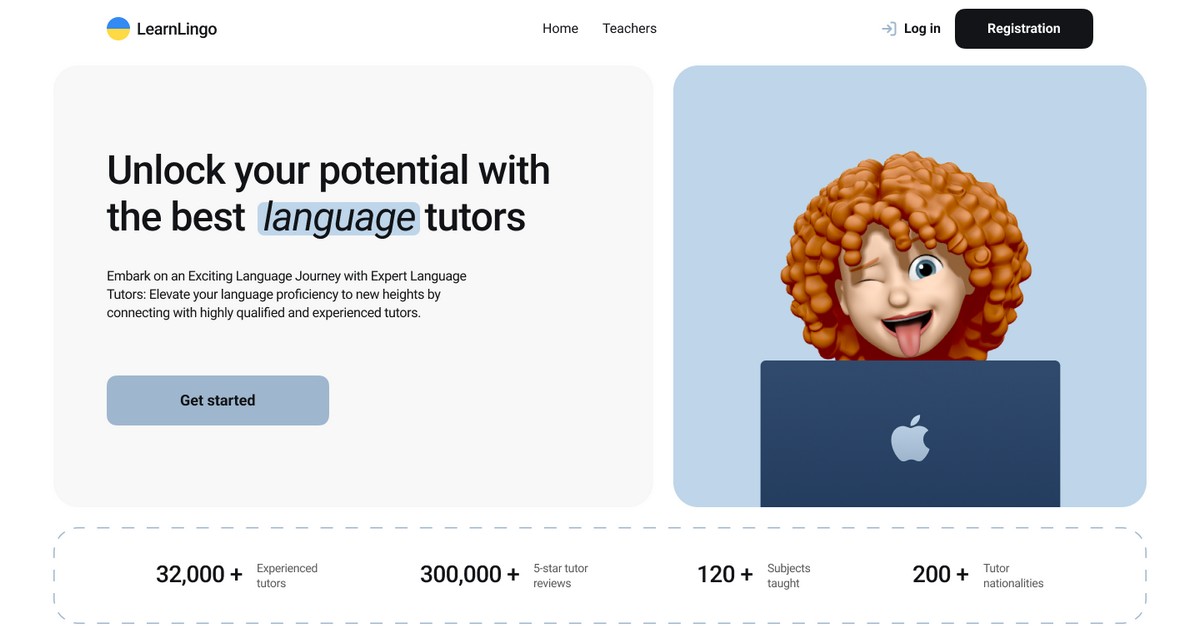 LearnLingo
Home
Teachers
Log in
Registration
Unlock your potential with
the best language tutors
Embark on an Exciting Language Journey with Expert Language
Tutors: Elevate your language proficiency to new heights by
connecting with highly qualified and experienced tutors.
Get started
32,000 +
Experienced
tutors
300,000 +
5-star tutor
reviews
120 +
Subjects
taught
200 +
Tutor
nationalities